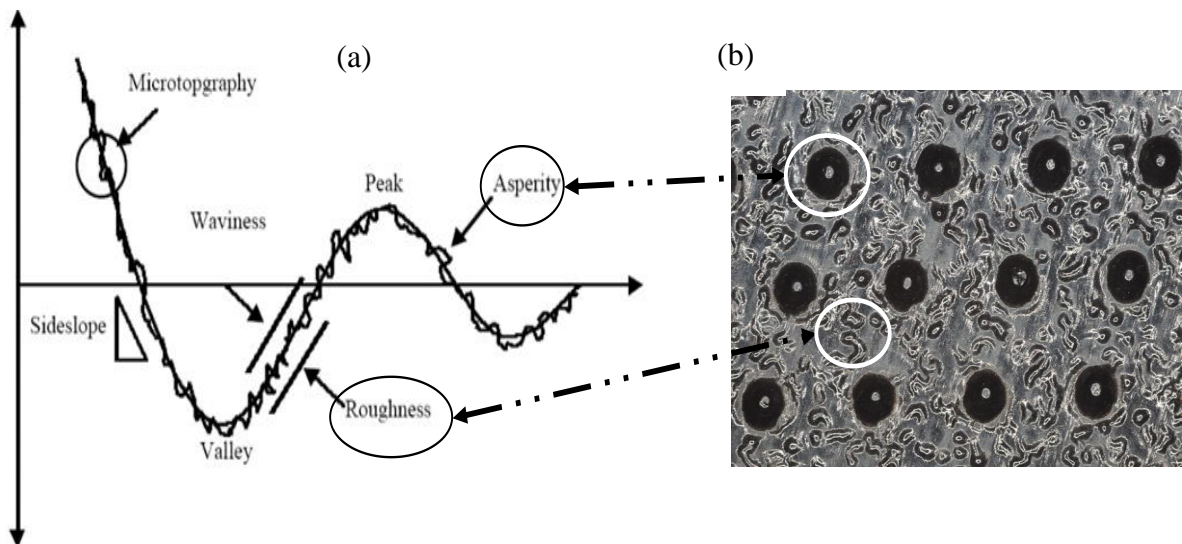 (a)
(b)
Microtopgraphy
Peak
Asperity
Waviness
Sideslope
Roughness
Valley